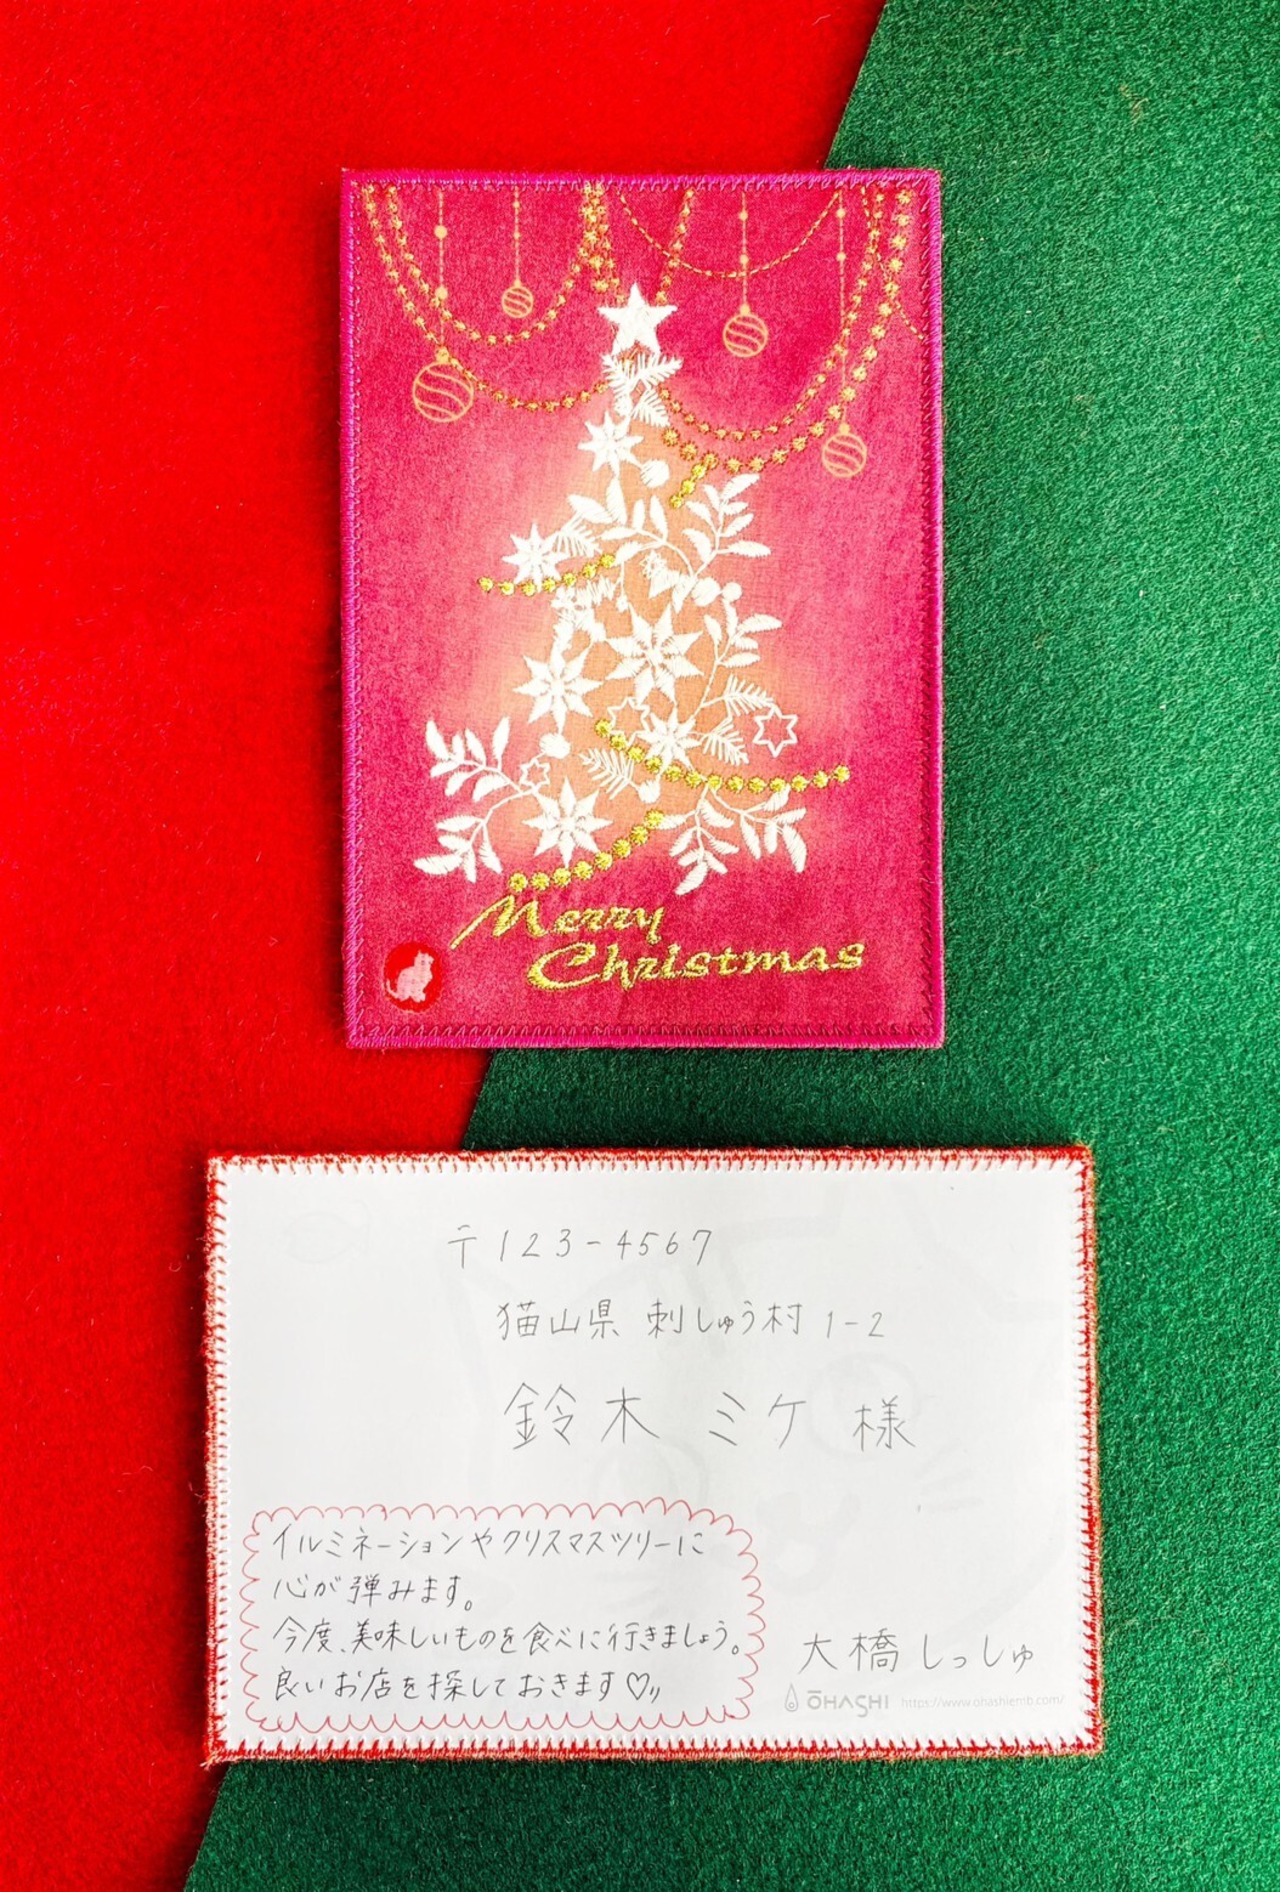 Merry
Christmas
〒123-4567
猫山県 刺しゅう村 1-2
鈴木 ミケ 様
イルミネーションやクリスマスツリーに
心が弾みます。
今度、美味しいものを食べに行きましょう。
良いお店を探しておきます♡〃
大橋しっしゅ
ŌHASHI https://www.ohashiemb.com/